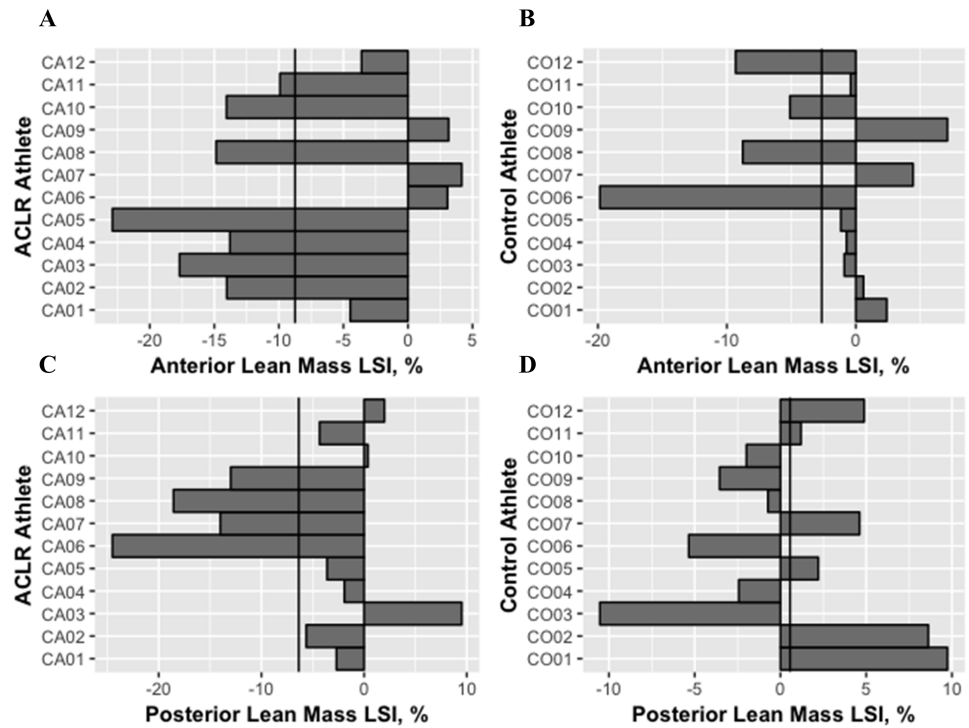 A
ACLR Athlete
CA12
CA11
CA10
CA09
CA08
CA07
CA06
CA05
CA04
CA03
CA02
CA01
-20 -15 -10 -5 0 5
Anterior Lean Mass LSI, %
B
Control Athlete
CO12
CO11
CO10
CO09
CO08
CO07
CO06
CO05
CO04
CO03
CO02
CO01
-20 -10 0
Anterior Lean Mass LSI, %
C
ACLR Athlete
CA12
CA11
CA10
CA09
CA08
CA07
CA06
CA05
CA04
CA03
CA02
CA01
-20 -10 0 10
Posterior Lean Mass LSI, %
D
Control Athlete
CO12
CO11
CO10
CO09
CO08
CO07
CO06
CO05
CO04
CO03
CO02
CO01
-10 -5 0 5 10
Posterior Lean Mass LSI, %